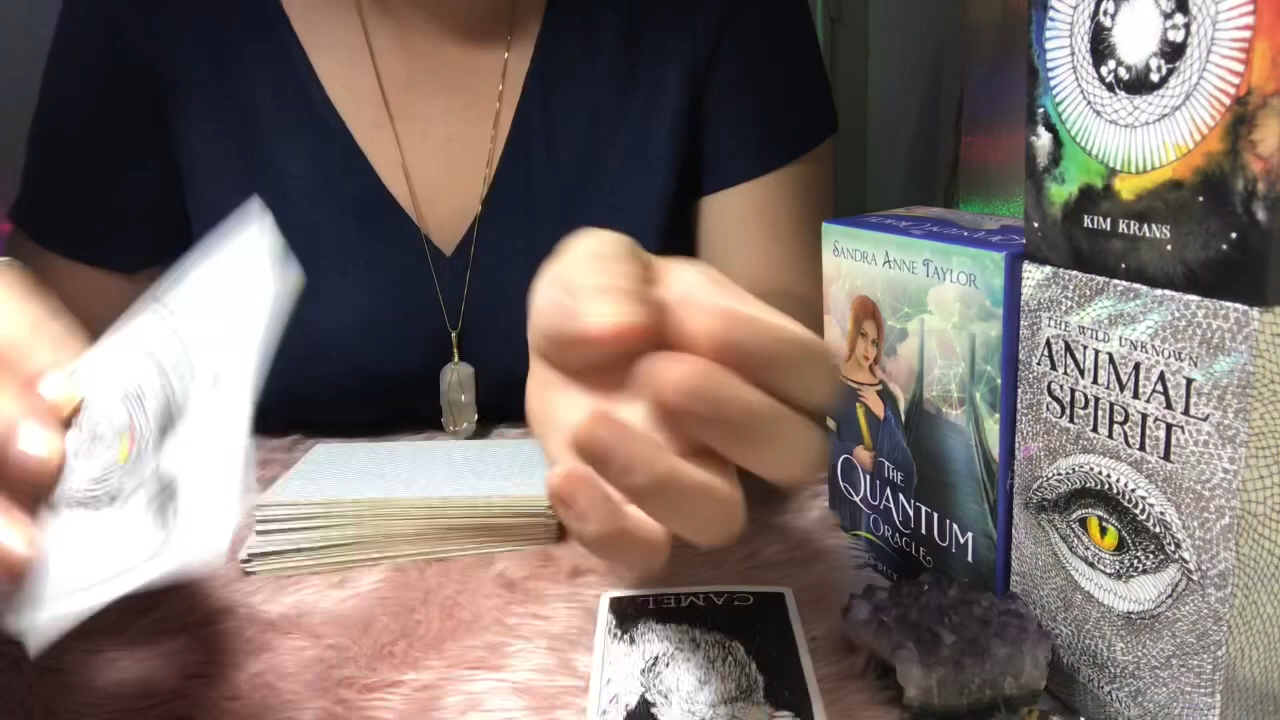 KIM KRANS
SANDRA ANNE TAYLOR
THE
QUANTUM
ORACLE
THE WILD UNKNOWN
ANIMAL
SPIRIT
CAMEL